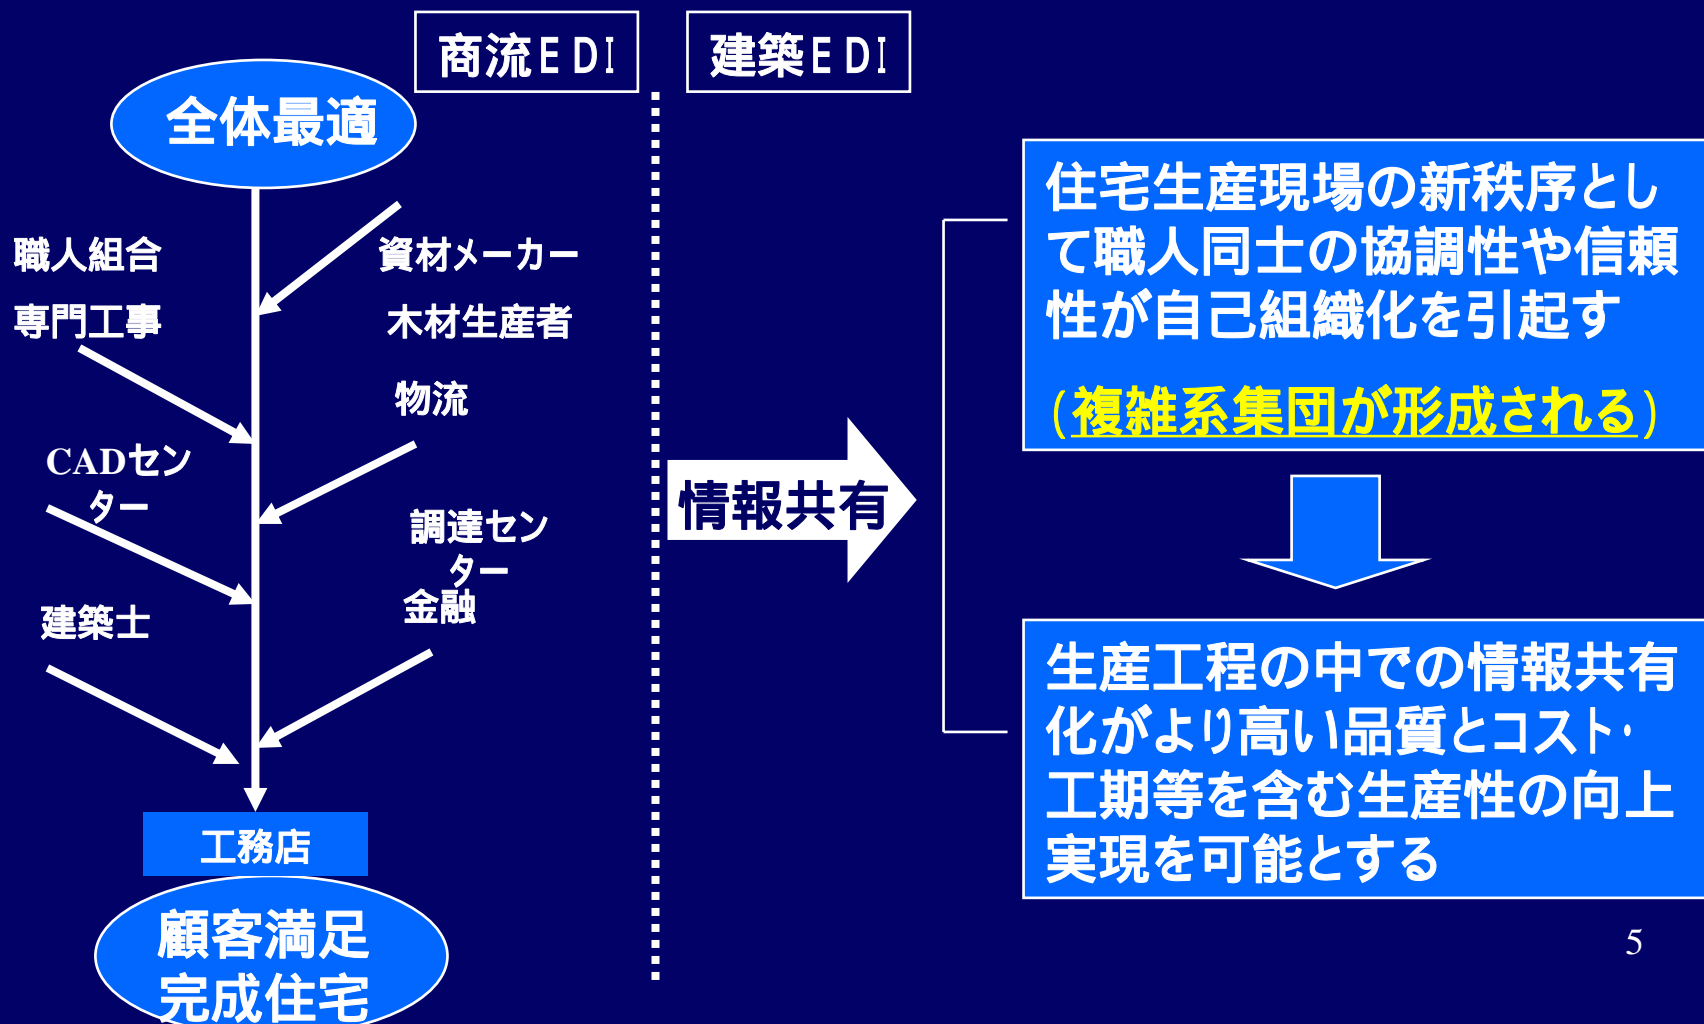 商流ＥＤＩ
建築ＥＤＩ
全体最適
職人組合
専門工事
資材メーカー
木材生産者
物流
CADセン
ター
調達セン
ター
金融
建築士
工務店
顧客満足
完成住宅
情報共有
住宅生産現場の新秩序とし
て職人同士の協調性や信頼
性が自己組織化を引起す
（複雑系集団が形成される）
生産工程の中での情報共有
化がより高い品質とコスト・
工期等を含む生産性の向上
実現を可能とする
5